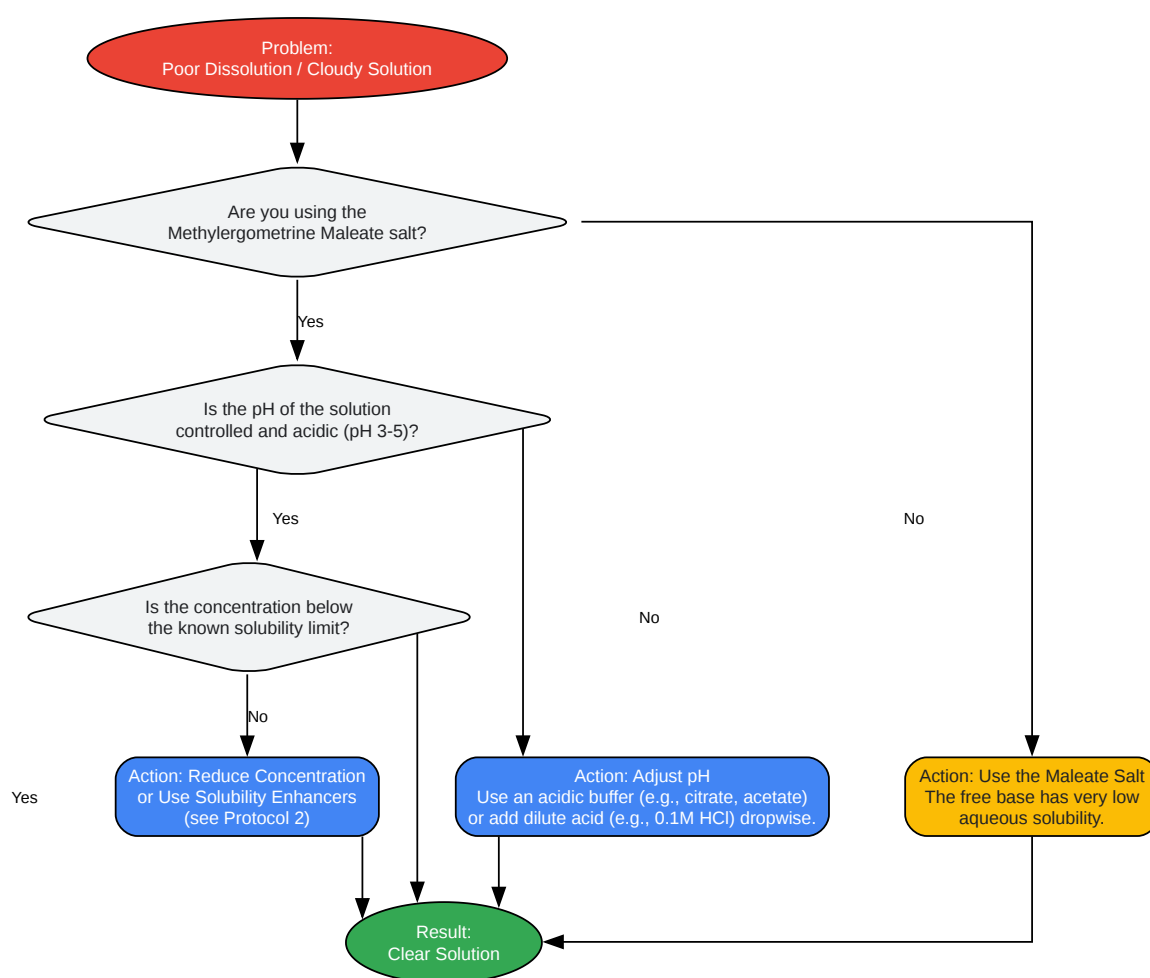 Problem:
Poor Dissolution / Cloudy Solution
Are you using the
Methylergometrine Maleate salt?
Yes
Is the pH of the solution
controlled and acidic (pH 3-5)?
Yes
No
Is the concentration below
the known solubility limit?
No
No
Yes
Action: Reduce Concentration
or Use Solubility Enhancers
(see Protocol 2)
Action: Adjust pH
Use an acidic buffer (e.g., citrate, acetate)
or add dilute acid (e.g., 0.1M HCl) dropwise.
Action: Use the Maleate Salt
The free base has very low
aqueous solubility.
Result:
Clear Solution